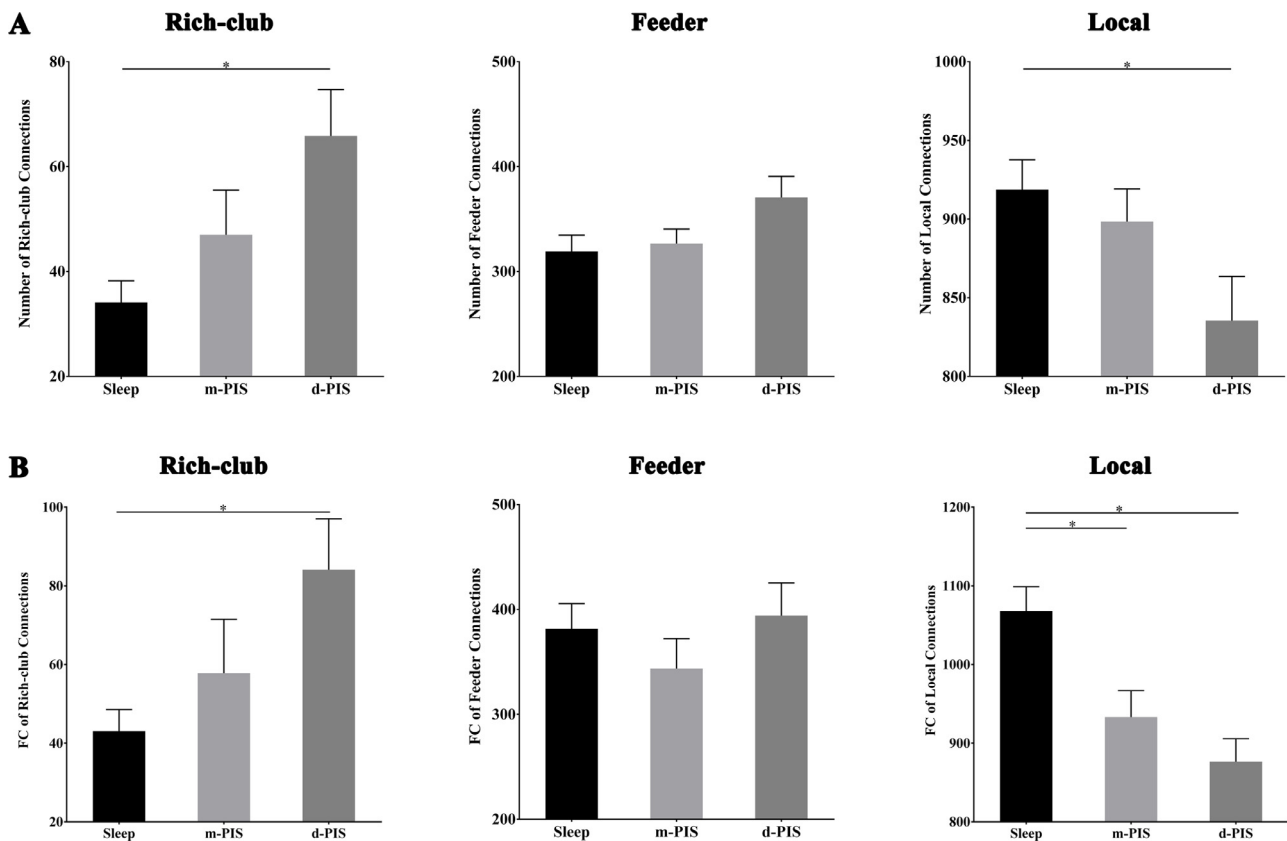 A
Rich-club
Number of Rich-club Connections
80
60
40
20
*
Sleep m-PIS d-PIS
Feeder
Number of Feeder Connections
500
400
300
200
Sleep m-PIS d-PIS
Local
Number of Local Connections
1000
950
900
850
800
*
Sleep m-PIS d-PIS
B
Rich-club
FC of Rich-club Connections
100
80
60
40
20
*
Sleep m-PIS d-PIS
Feeder
FC of Feeder Connections
500
400
300
200
Sleep m-PIS d-PIS
Local
FC of Local Connections
1200
1100
1000
900
800
*
*
Sleep m-PIS d-PIS